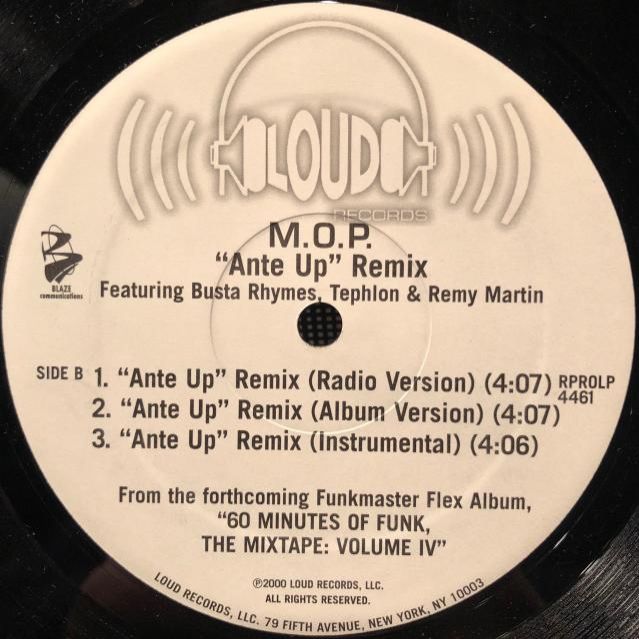 LOUD
RECORDS
M.O.P.
"Ante Up" Remix
Featuring Busta Rhymes, Tephlon & Remy Martin
BLAZE
communications
SIDE B
1. "Ante Up" Remix (Radio Version) (4:07)
2. "Ante Up" Remix (Album Version) (4:07)
3. "Ante Up" Remix (Instrumental) (4:06)
RPROLP
4461
From the forthcoming Funkmaster Flex Album,
"60 MINUTES OF FUNK,
THE MIXTAPE: VOLUME IV"
℗2000 LOUD RECORDS, LLC.
ALL RIGHTS RESERVED.
LOUD RECORDS, LLC. 79 FIFTH AVENUE, NEW YORK, NY 10003